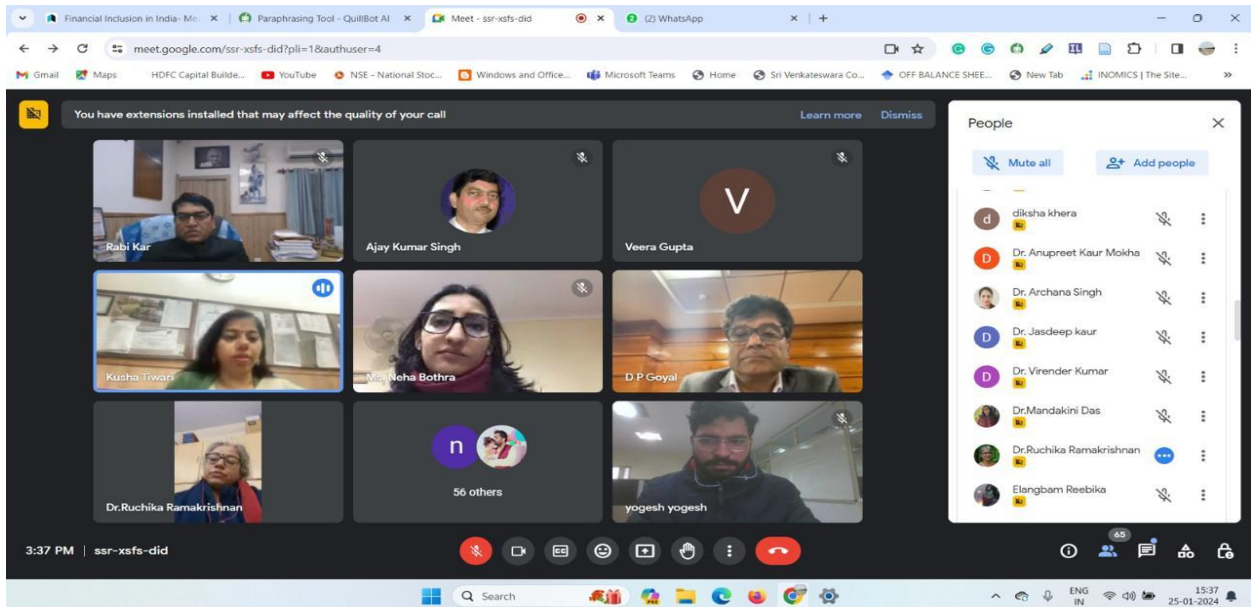 Financial Inclusion in India- Me
Paraphrasing Tool - QuillBot AI
Meet - ssr-xsfs-did
(2) WhatsApp
meet.google.com/ssr-xsfs-did?pli=1&authuser=4
Gmail
Maps
HDFC Capital Builde...
YouTube
NSE - National Stoc...
Windows and Office...
Microsoft Teams
Home
Sri Venkateswara Co...
OFF BALANCE SHEE...
New Tab
INOMICS | The Site...
You have extensions installed that may affect the quality of your call
Learn more
Dismiss
People
Mute all
Add people
Rabi Kar
Ajay Kumar Singh
V
Veera Gupta
Kusha Tiwari
Ms. Neha Bothra
D P Goyal
Dr.Ruchika Ramakrishnan
n
56 others
yogesh yogesh
d
diksha khera
D
Dr. Anupreet Kaur Mokha
Dr. Archana Singh
D
Dr. Jasdeep kaur
D
Dr. Virender Kumar
Dr.Mandakini Das
Dr.Ruchika Ramakrishnan
Elangbam Reebika
3:37 PM | ssr-xsfs-did
CC
65
Search
ENG
IN
15:37
25-01-2024